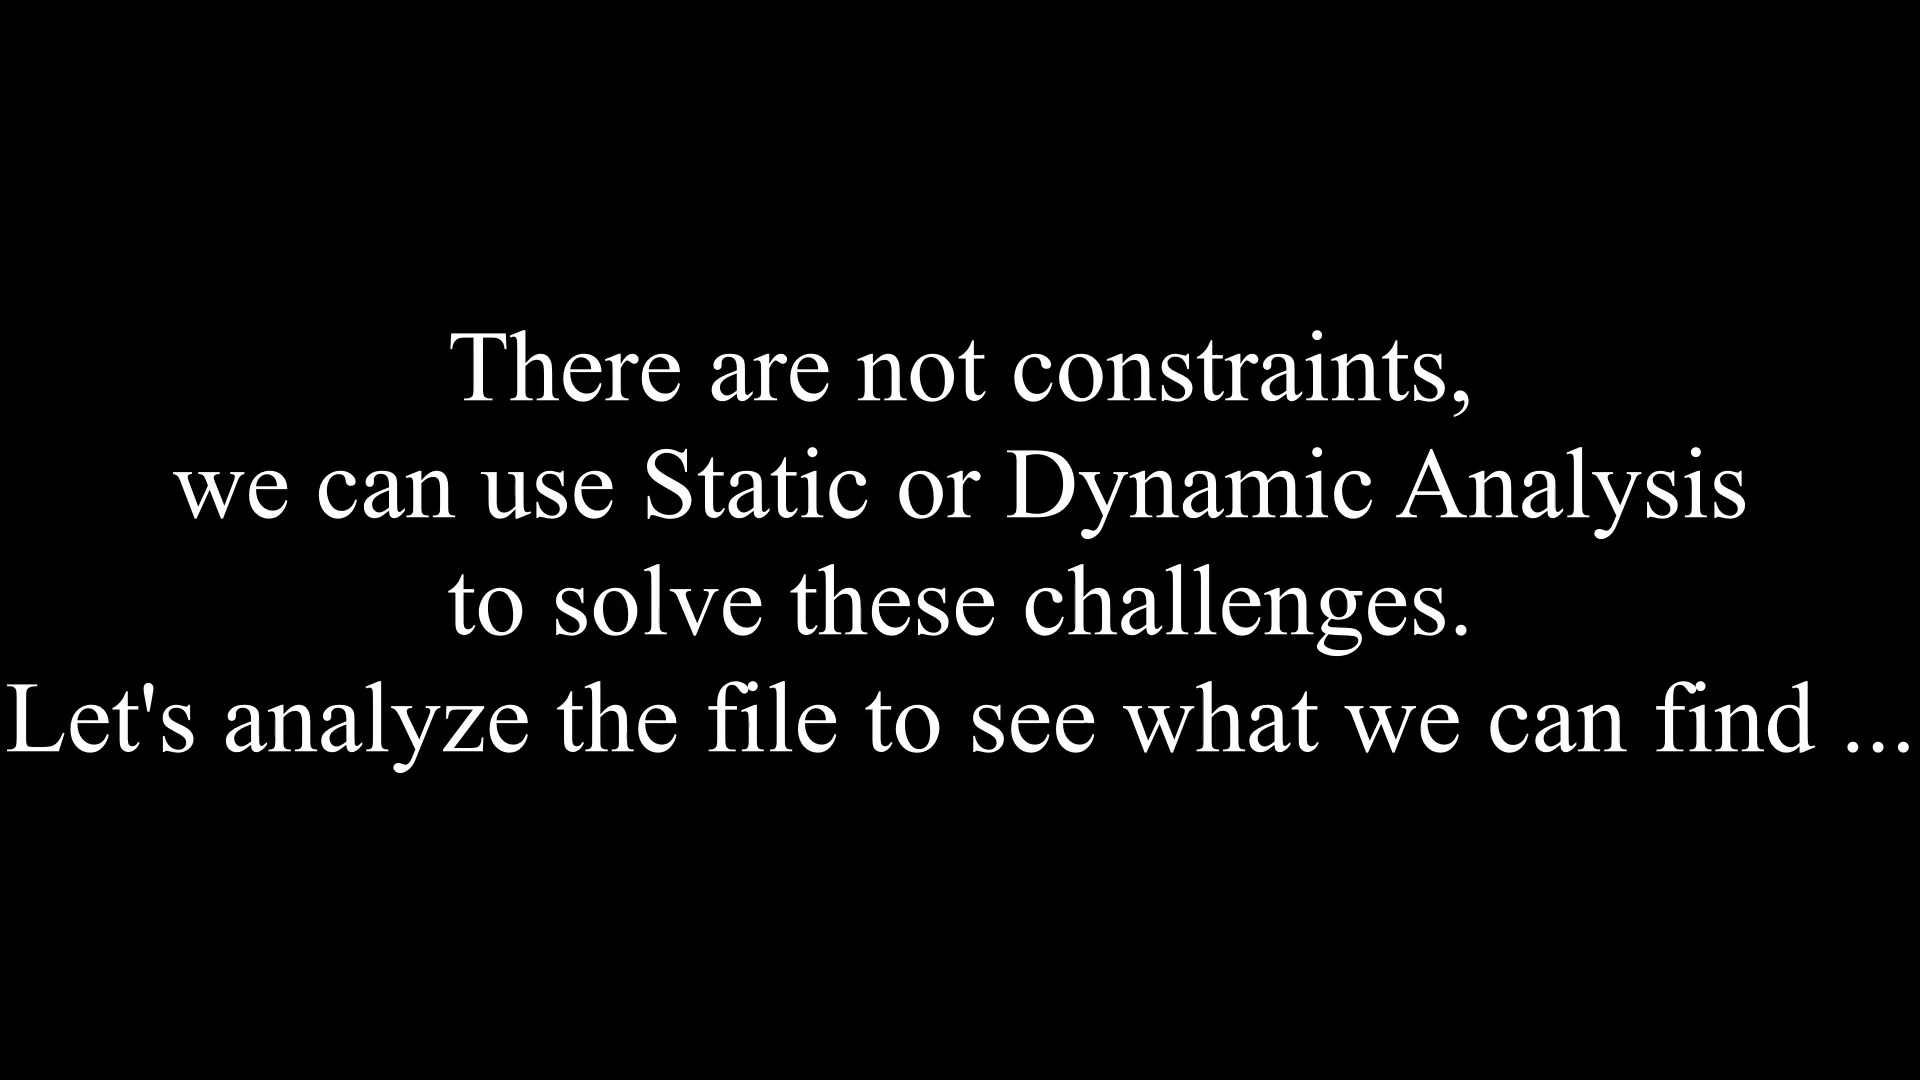 There are not constraints,
we can use Static or Dynamic Analysis
to solve these challenges.
Let's analyze the file to see what we can find ...